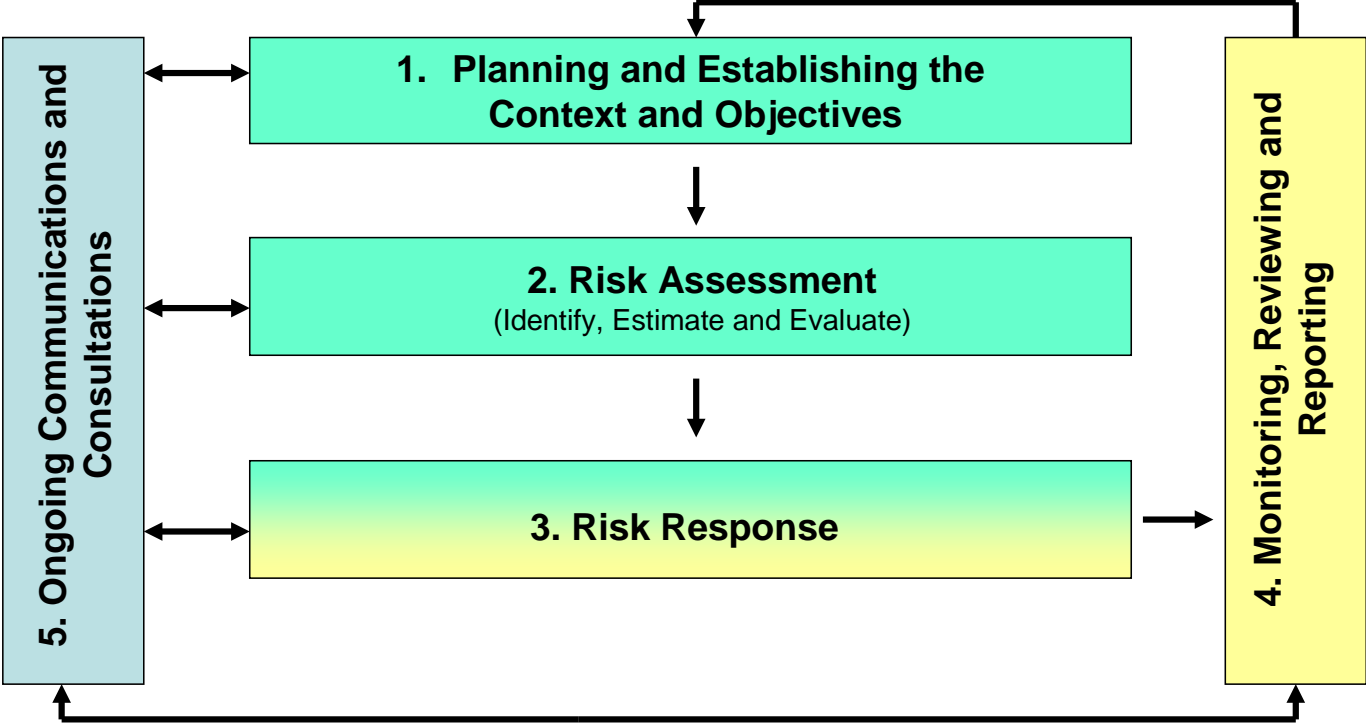 1. Planning and Establishing the
Context and Objectives
2. Risk Assessment
(Identify, Estimate and Evaluate)
3. Risk Response
4. Monitoring, Reviewing and
Reporting
5. Ongoing Communications and
Consultations